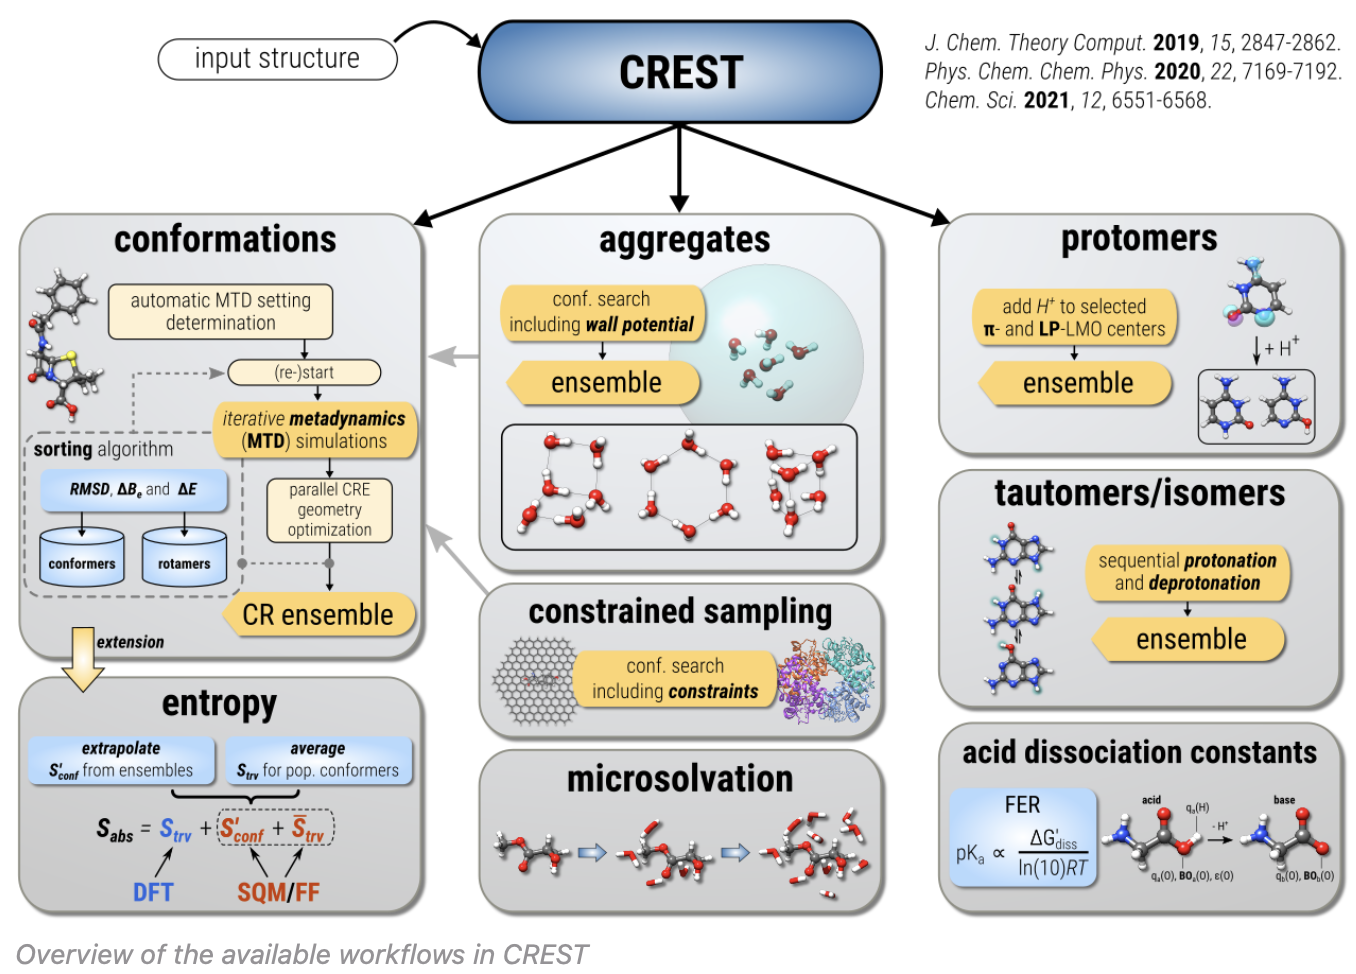 input structure
CREST
J. Chem. Theory Comput. 2019, 15, 2847-2862.
Phys. Chem. Chem. Phys. 2020, 22, 7169-7192.
Chem. Sci. 2021, 12, 6551-6568.
conformations
automatic MTD setting
determination
(re-)start
iterative metadynamics
(MTD) simulations
sorting algorithm
RMSD, ΔBₑ and ΔE
conformers
rotamers
parallel CRE
geometry
optimization
CR ensemble
extension
entropy
extrapolate
S′conf from ensembles
average
Strv for pop. conformers
Sabs = Strv + S′conf + S̅trv
DFT
SQM/FF
aggregates
conf. search
including wall potential
ensemble
constrained sampling
conf. search
including constraints
microsolvation
protomers
add H⁺ to selected
π- and LP-LMO centers
ensemble
+ H⁺
tautomers/isomers
sequential protonation
and deprotonation
ensemble
acid dissociation constants
FER
pKₐ ∝ ΔG′diss / ln(10)RT
acid
qₐ(H)
- H⁺
base
qₐ(O), BOₐ(O), ε(O)
q_b(O), BO_b(O)
Overview of the available workflows in CREST